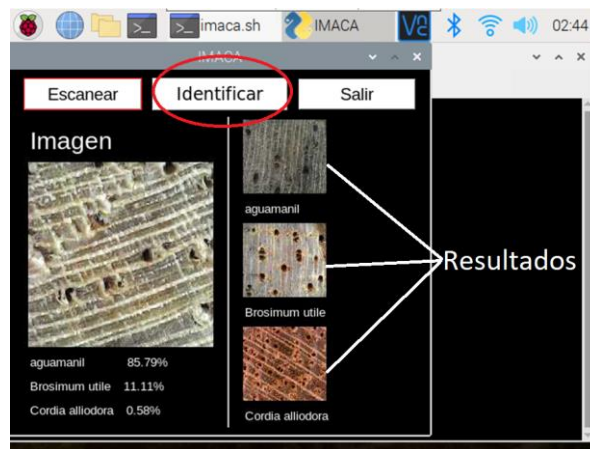 imaca.sh IMACA VS 02:44
IMACA
Escanear Identificar Salir
Imagen
aguamanil
Resultados
Brosimum utile
aguamanil 85.79%
Brosimum utile 11.11%
Cordia alliodora 0.58%
Cordia alliodora